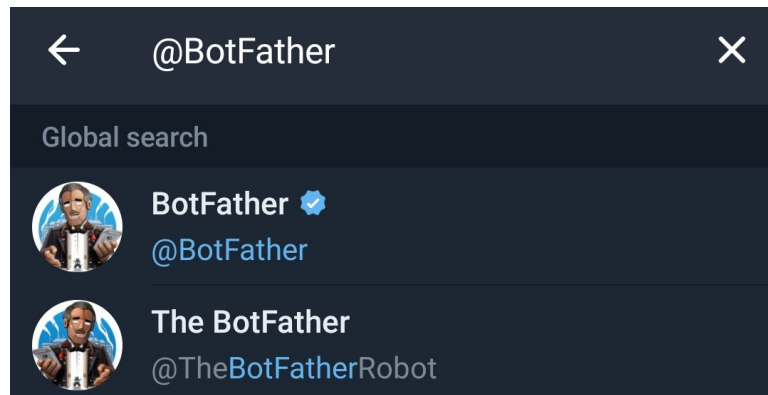 @BotFather
Global search
BotFather
@BotFather
The BotFather
@TheBotFatherRobot